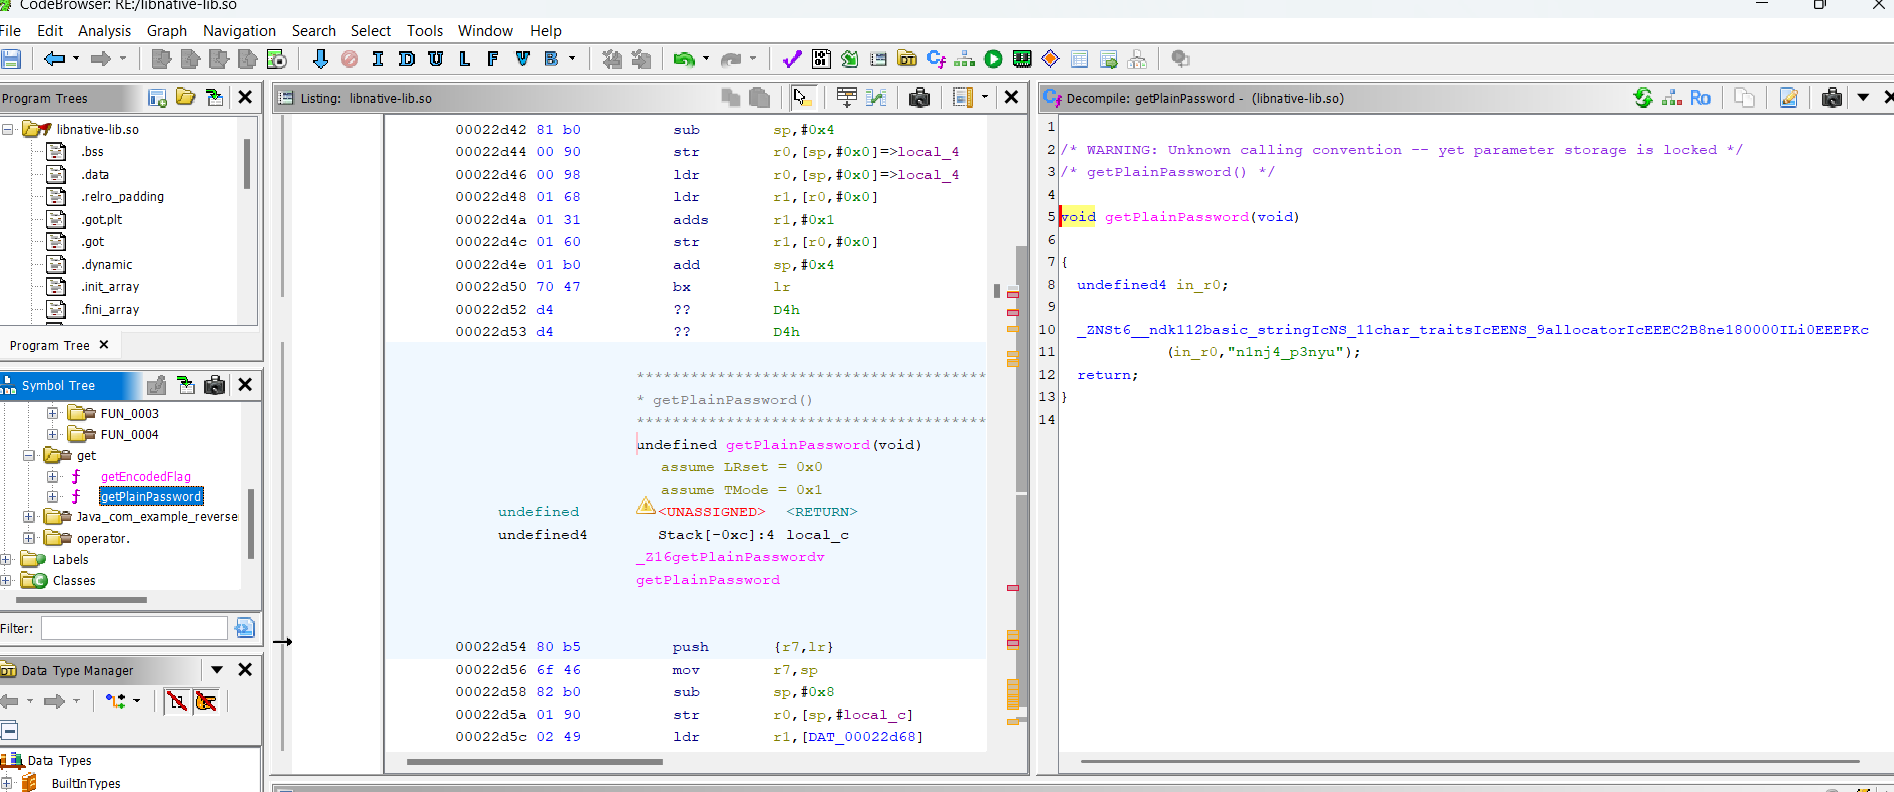 CodeBrowser: RE:/libnative-lib.so
File Edit Analysis Graph Navigation Search Select Tools Window Help
I D U L F V B
Program Trees
libnative-lib.so
.bss
.data
.relro_padding
.got.plt
.got
.dynamic
.init_array
.fini_array
Program Tree
Symbol Tree
FUN_0003
FUN_0004
get
getEncodedFlag
getPlainPassword
Java_com_example_reverse
operator.
Labels
Classes
Filter:
Data Type Manager
Data Types
BuiltInTypes
Listing: libnative-lib.so
00022d42 81 b0 sub sp,#0x4
00022d44 00 90 str r0,[sp,#0x0]=>local_4
00022d46 00 98 ldr r0,[sp,#0x0]=>local_4
00022d48 01 68 ldr r1,[r0,#0x0]
00022d4a 01 31 adds r1,#0x1
00022d4c 01 60 str r1,[r0,#0x0]
00022d4e 01 b0 add sp,#0x4
00022d50 70 47 bx lr
00022d52 d4 ?? D4h
00022d53 d4 ?? D4h
***************************************
* getPlainPassword()
***************************************
undefined getPlainPassword(void)
assume LRset = 0x0
assume TMode = 0x1
undefined <UNASSIGNED> <RETURN>
undefined4 Stack[-0xc]:4 local_c
_Z16getPlainPasswordv
getPlainPassword
00022d54 80 b5 push {r7,lr}
00022d56 6f 46 mov r7,sp
00022d58 82 b0 sub sp,#0x8
00022d5a 01 90 str r0,[sp,#local_c]
00022d5c 02 49 ldr r1,[DAT_00022d68]
Decompile: getPlainPassword - (libnative-lib.so)
Ro
1
2 /* WARNING: Unknown calling convention -- yet parameter storage is locked */
3 /* getPlainPassword() */
4
5 void getPlainPassword(void)
6
7 {
8 undefined4 in_r0;
9
10 _ZNSt6__ndk112basic_stringIcNS_11char_traitsIcEENS_9allocatorIcEEEC2B8ne180000ILi0EEEPKc
11 (in_r0,"n1nj4_p3nyu");
12 return;
13 }
14